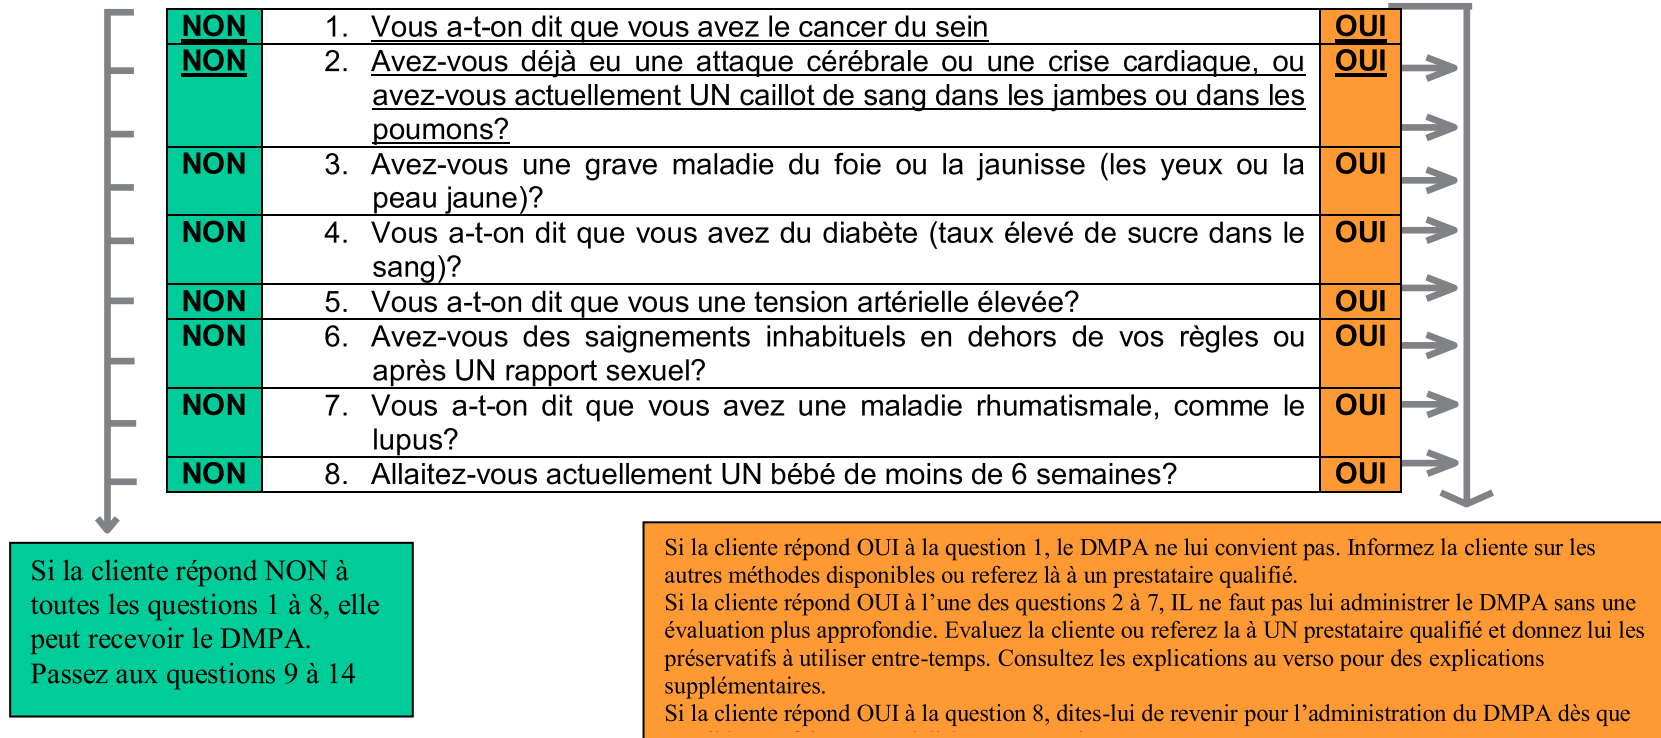 NON 1. Vous a-t-on dit que vous avez le cancer du sein OUI
NON 2. Avez-vous déjà eu une attaque cérébrale ou une crise cardiaque, ou OUI
avez-vous actuellement UN caillot de sang dans les jambes ou dans les
poumons?
NON 3. Avez-vous une grave maladie du foie ou la jaunisse (les yeux ou la OUI
peau jaune)?
NON 4. Vous a-t-on dit que vous avez du diabète (taux élevé de sucre dans le OUI
sang)?
NON 5. Vous a-t-on dit que vous une tension artérielle élevée? OUI
NON 6. Avez-vous des saignements inhabituels en dehors de vos règles ou OUI
après UN rapport sexuel?
NON 7. Vous a-t-on dit que vous avez une maladie rhumatismale, comme le OUI
lupus?
NON 8. Allaitez-vous actuellement UN bébé de moins de 6 semaines? OUI
Si la cliente répond NON à
toutes les questions 1 à 8, elle
peut recevoir le DMPA.
Passez aux questions 9 à 14
Si la cliente répond OUI à la question 1, le DMPA ne lui convient pas. Informez la cliente sur les
autres méthodes disponibles ou referez là à un prestataire qualifié.
Si la cliente répond OUI à l'une des questions 2 à 7, IL ne faut pas lui administrer le DMPA sans une
évaluation plus approfondie. Evaluez la cliente ou referez la à UN prestataire qualifié et donnez lui les
préservatifs à utiliser entre-temps. Consultez les explications au verso pour des explications
supplémentaires.
Si la cliente répond OUI à la question 8, dites-lui de revenir pour l'administration du DMPA dès que